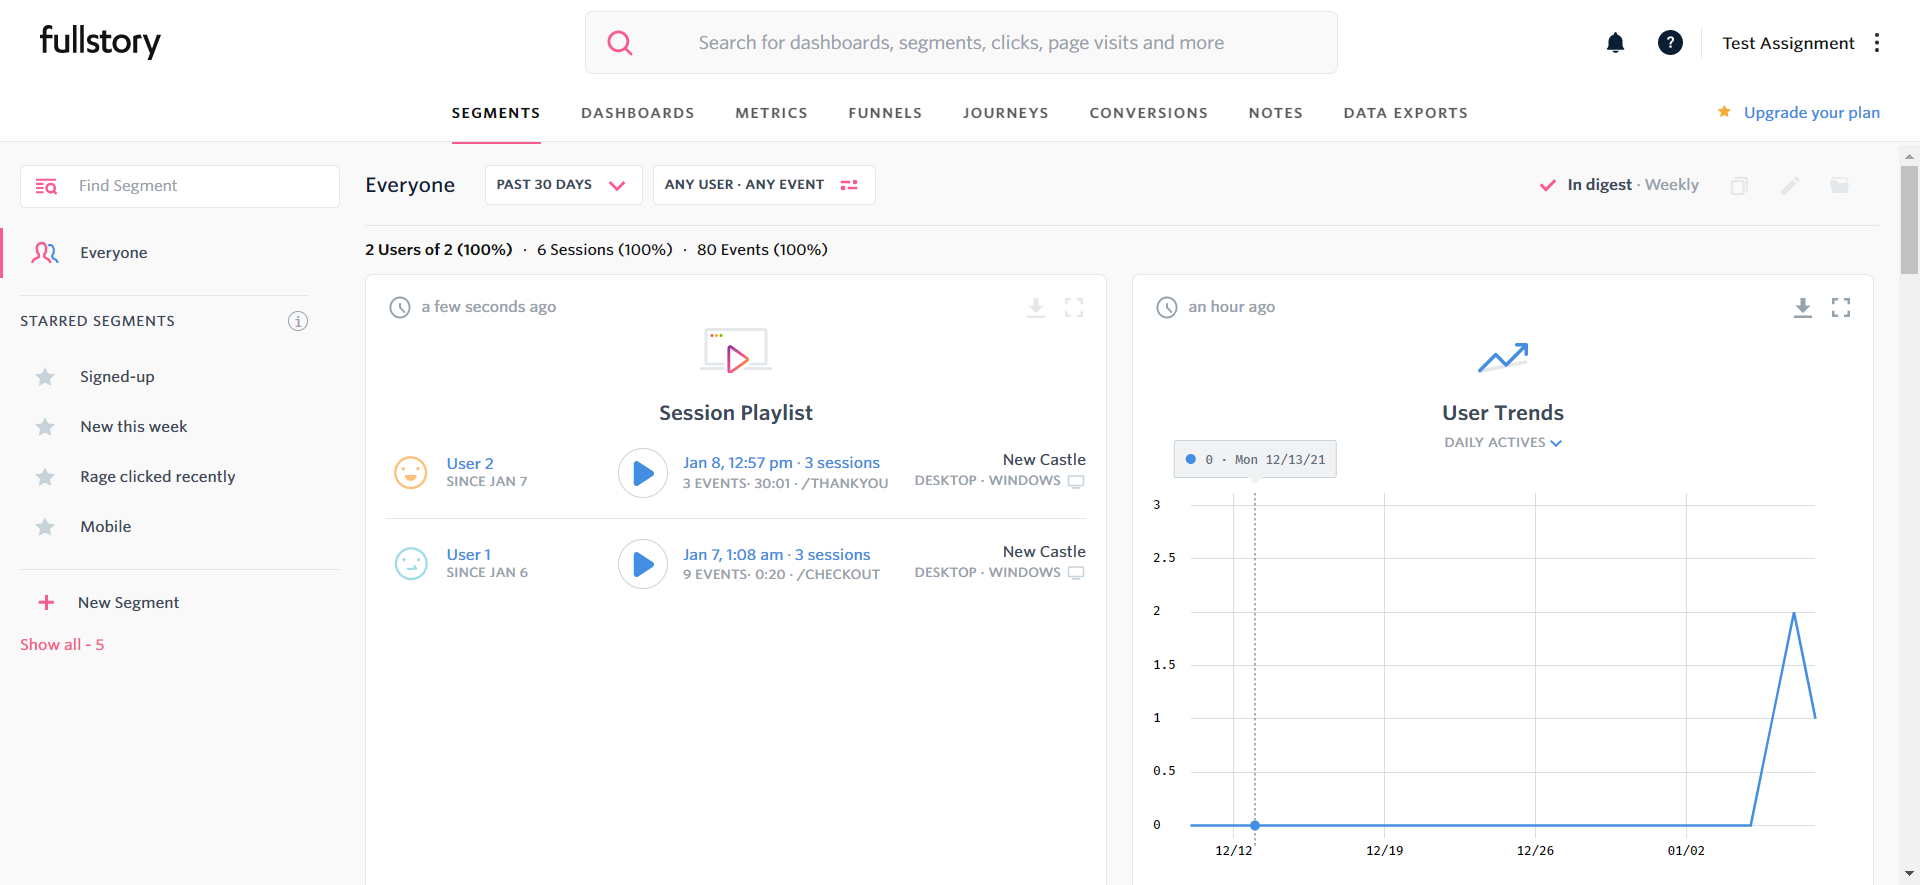 fullstory
Search for dashboards, segments, clicks, page visits and more
?
Test Assignment
SEGMENTS
DASHBOARDS
METRICS
FUNNELS
JOURNEYS
CONVERSIONS
NOTES
DATA EXPORTS
Upgrade your plan
Find Segment
Everyone
STARRED SEGMENTS
i
Signed-up
New this week
Rage clicked recently
Mobile
New Segment
Show all - 5
Everyone
PAST 30 DAYS
ANY USER · ANY EVENT
In digest · Weekly
2 Users of 2 (100%) · 6 Sessions (100%) · 80 Events (100%)
a few seconds ago
Session Playlist
User 2
SINCE JAN 7
Jan 8, 12:57 pm · 3 sessions
3 EVENTS· 30:01 · /THANKYOU
New Castle
DESKTOP · WINDOWS
User 1
SINCE JAN 6
Jan 7, 1:08 am · 3 sessions
9 EVENTS· 0:20 · /CHECKOUT
New Castle
DESKTOP · WINDOWS
an hour ago
User Trends
DAILY ACTIVES
0 · Mon 12/13/21
3
2.5
2
1.5
1
0.5
0
12/12
12/19
12/26
01/02